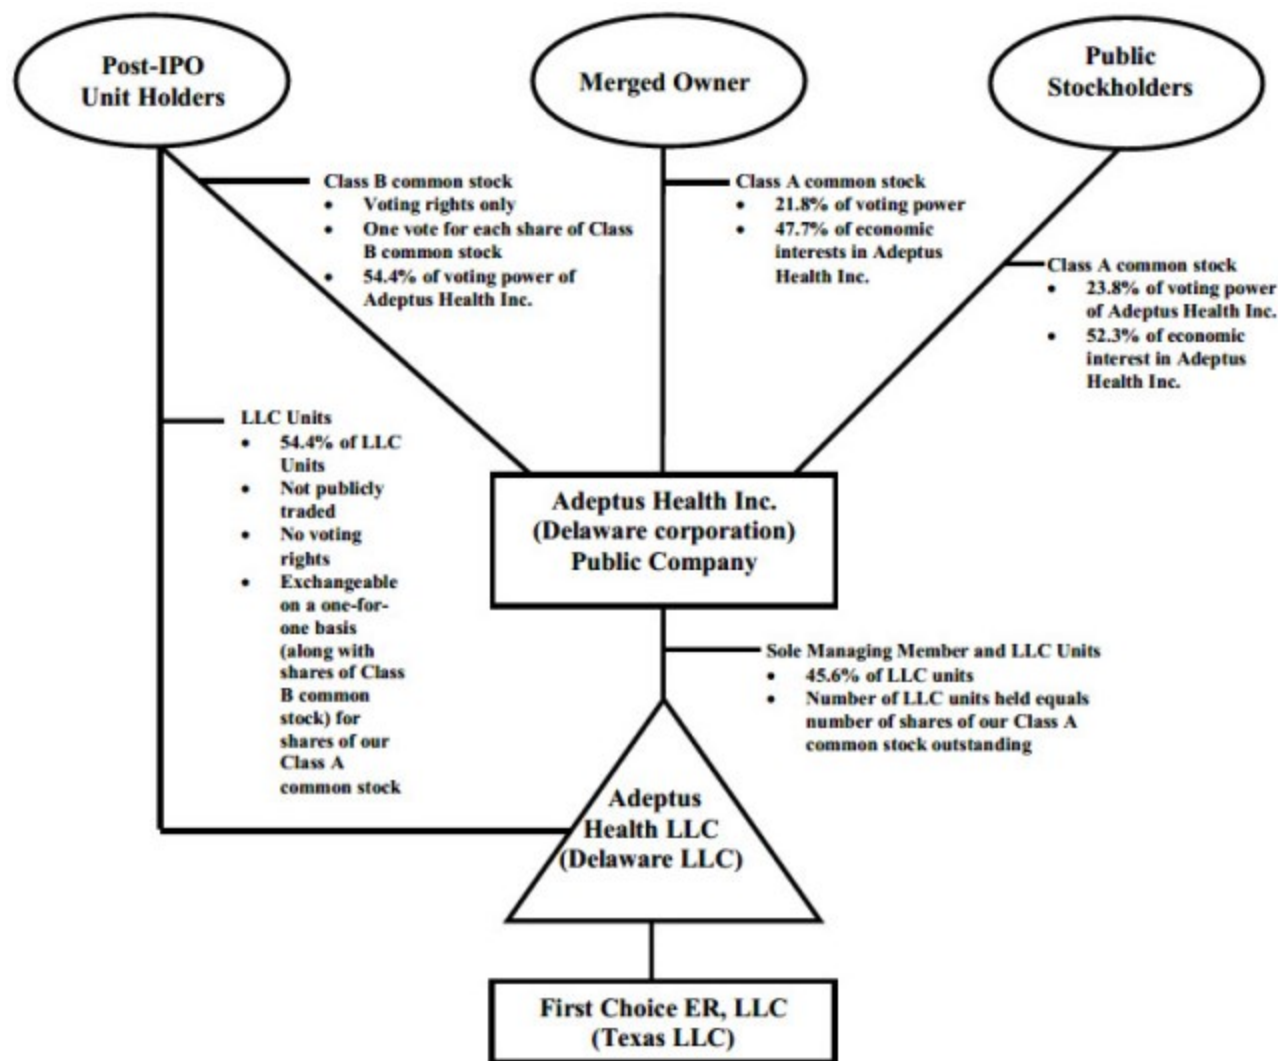 Post-IPO
Unit Holders
Merged Owner
Public
Stockholders
Class B common stock
• Voting rights only
• One vote for each share of Class
B common stock
• 54.4% of voting power of
Adeptus Health Inc.
Class A common stock
• 21.8% of voting power
• 47.7% of economic
interests in Adeptus
Health Inc.
Class A common stock
• 23.8% of voting power
of Adeptus Health Inc.
• 52.3% of economic
interest in Adeptus
Health Inc.
LLC Units
• 54.4% of LLC
Units
• Not publicly
traded
• No voting
rights
• Exchangeable
on a one-for-
one basis
(along with
shares of Class
B common
stock) for
shares of our
Class A
common stock
Adeptus Health Inc.
(Delaware corporation)
Public Company
Sole Managing Member and LLC Units
• 45.6% of LLC units
• Number of LLC units held equals
number of shares of our Class A
common stock outstanding
Adeptus
Health LLC
(Delaware LLC)
First Choice ER, LLC
(Texas LLC)